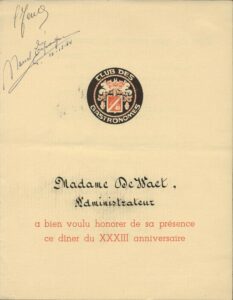 CLUB DES
GASTRONOMES
Madame De Waet.
L'Administrateur
a bien voulu honorer de sa présence
ce dîner du XXXIII anniversaire